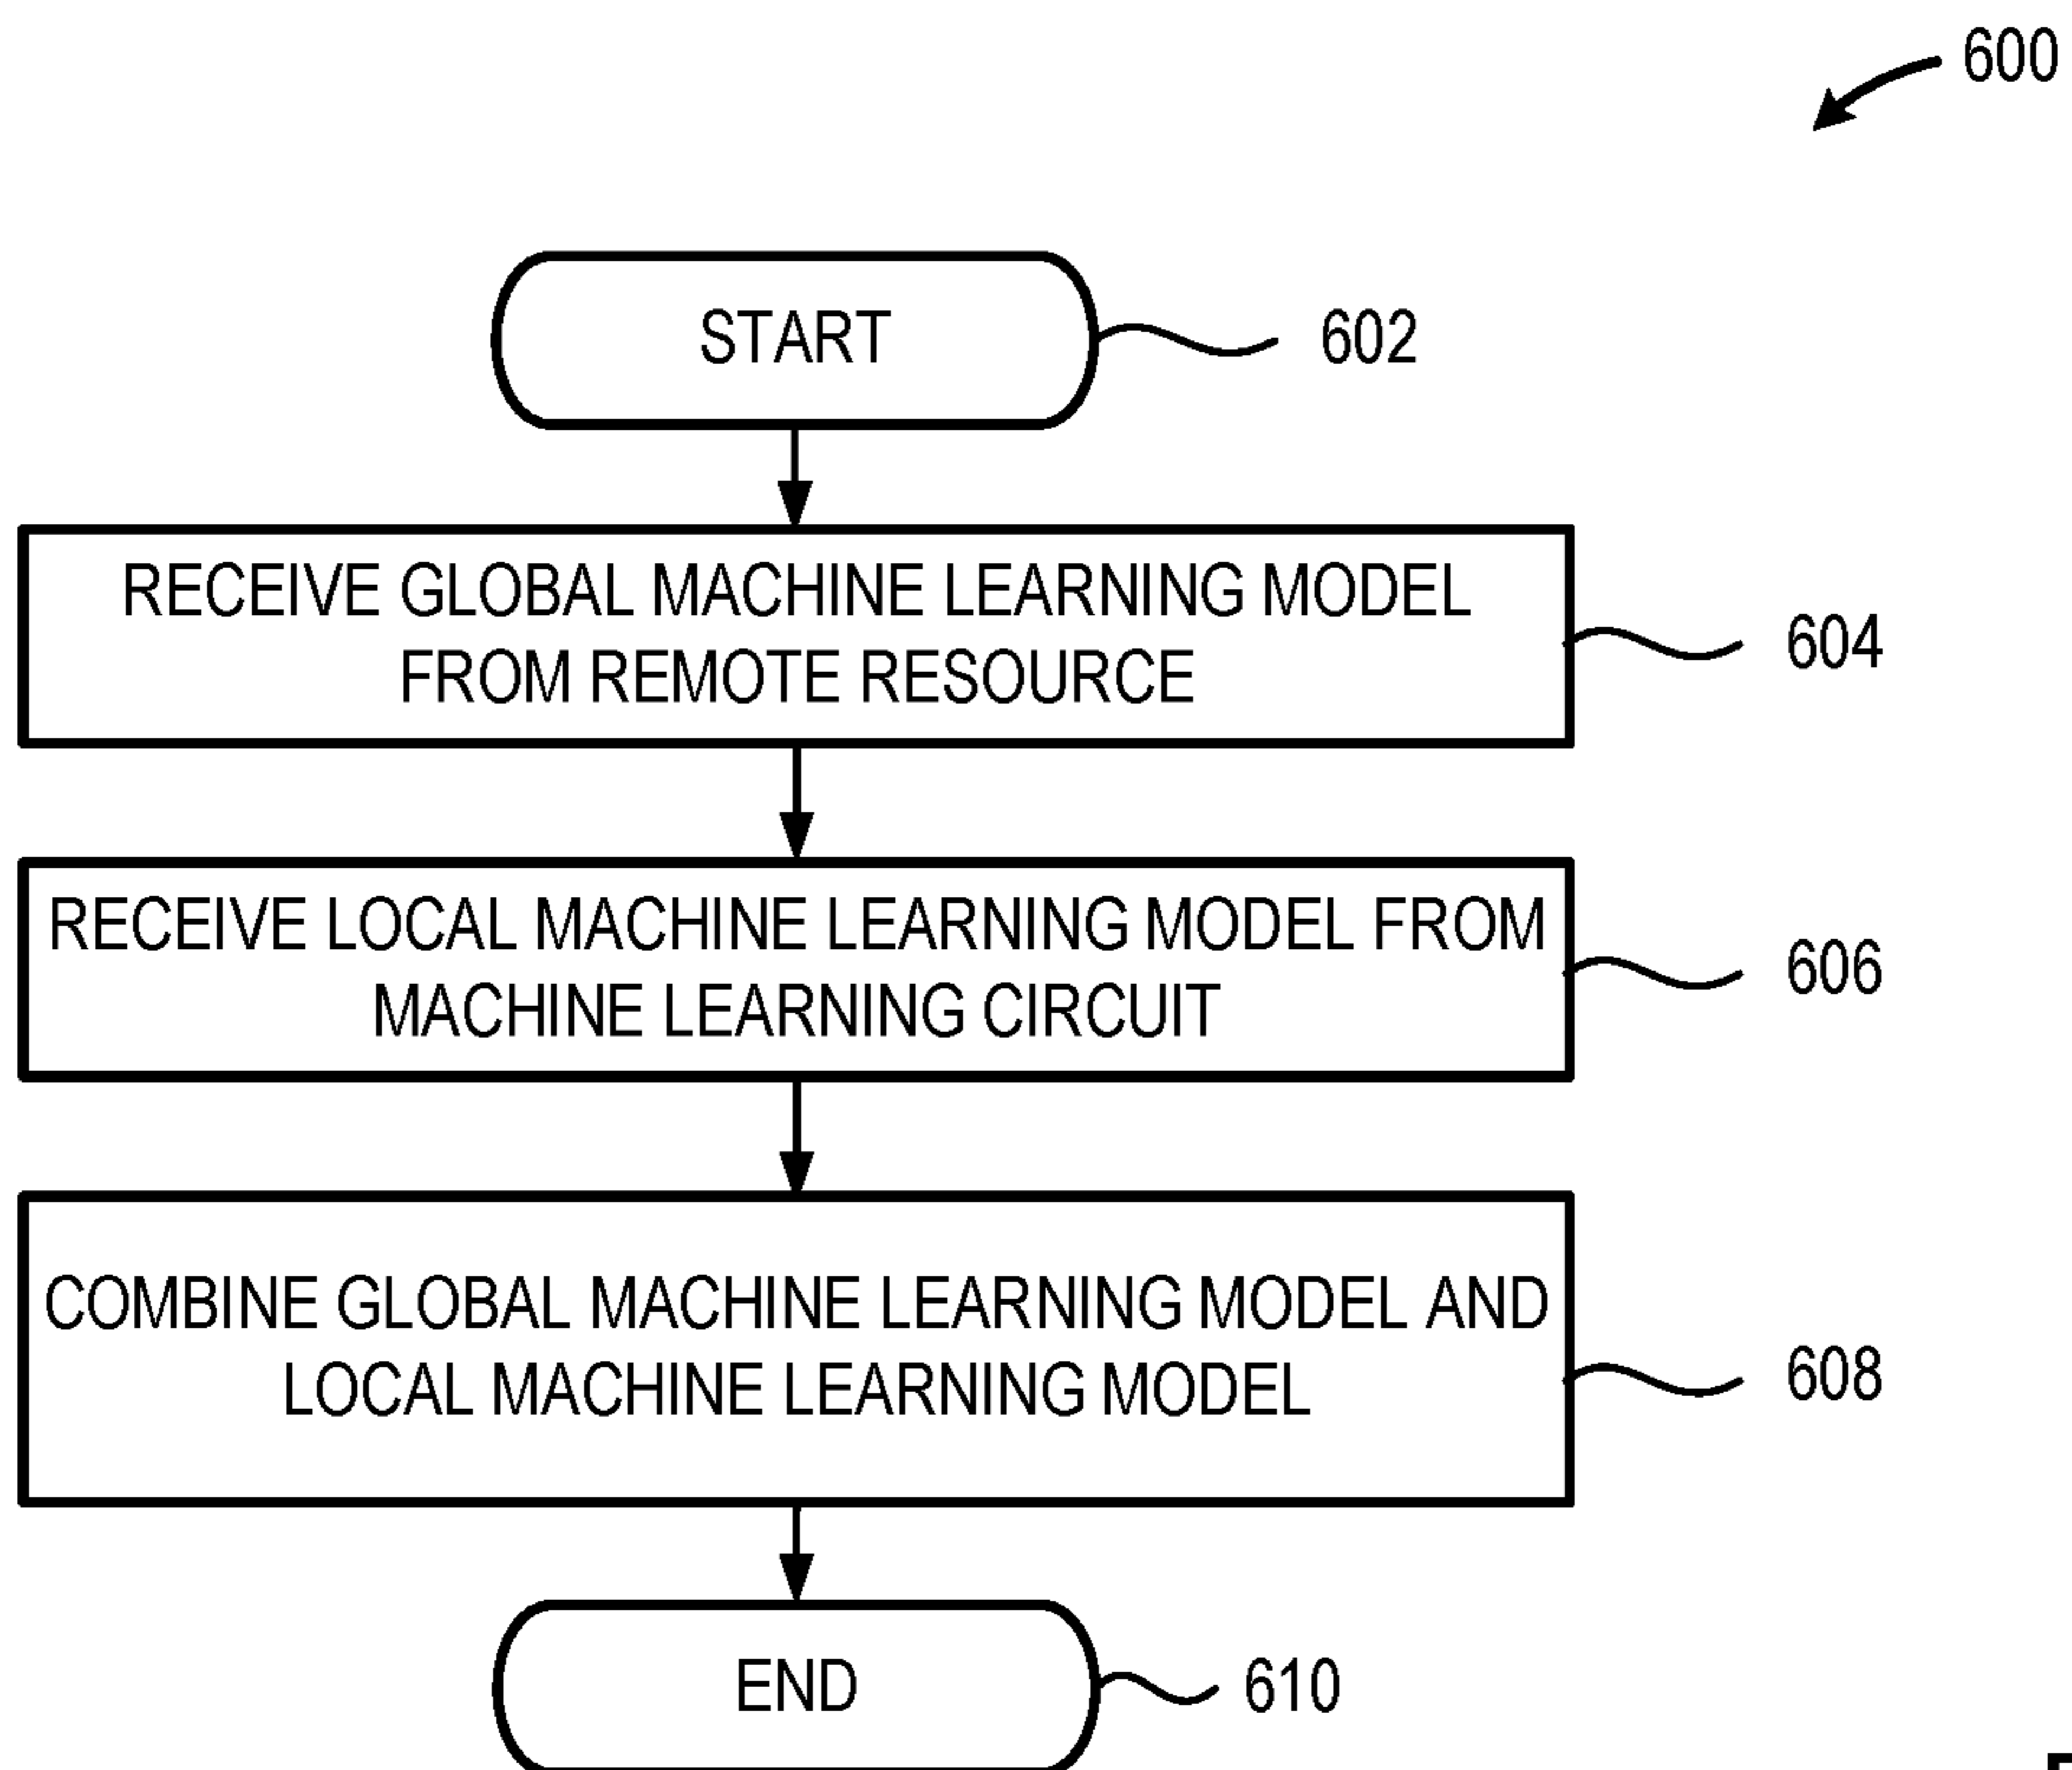 600
START
602
RECEIVE GLOBAL MACHINE LEARNING MODEL
FROM REMOTE RESOURCE
604
RECEIVE LOCAL MACHINE LEARNING MODEL FROM
MACHINE LEARNING CIRCUIT
606
COMBINE GLOBAL MACHINE LEARNING MODEL AND
LOCAL MACHINE LEARNING MODEL
608
END
610